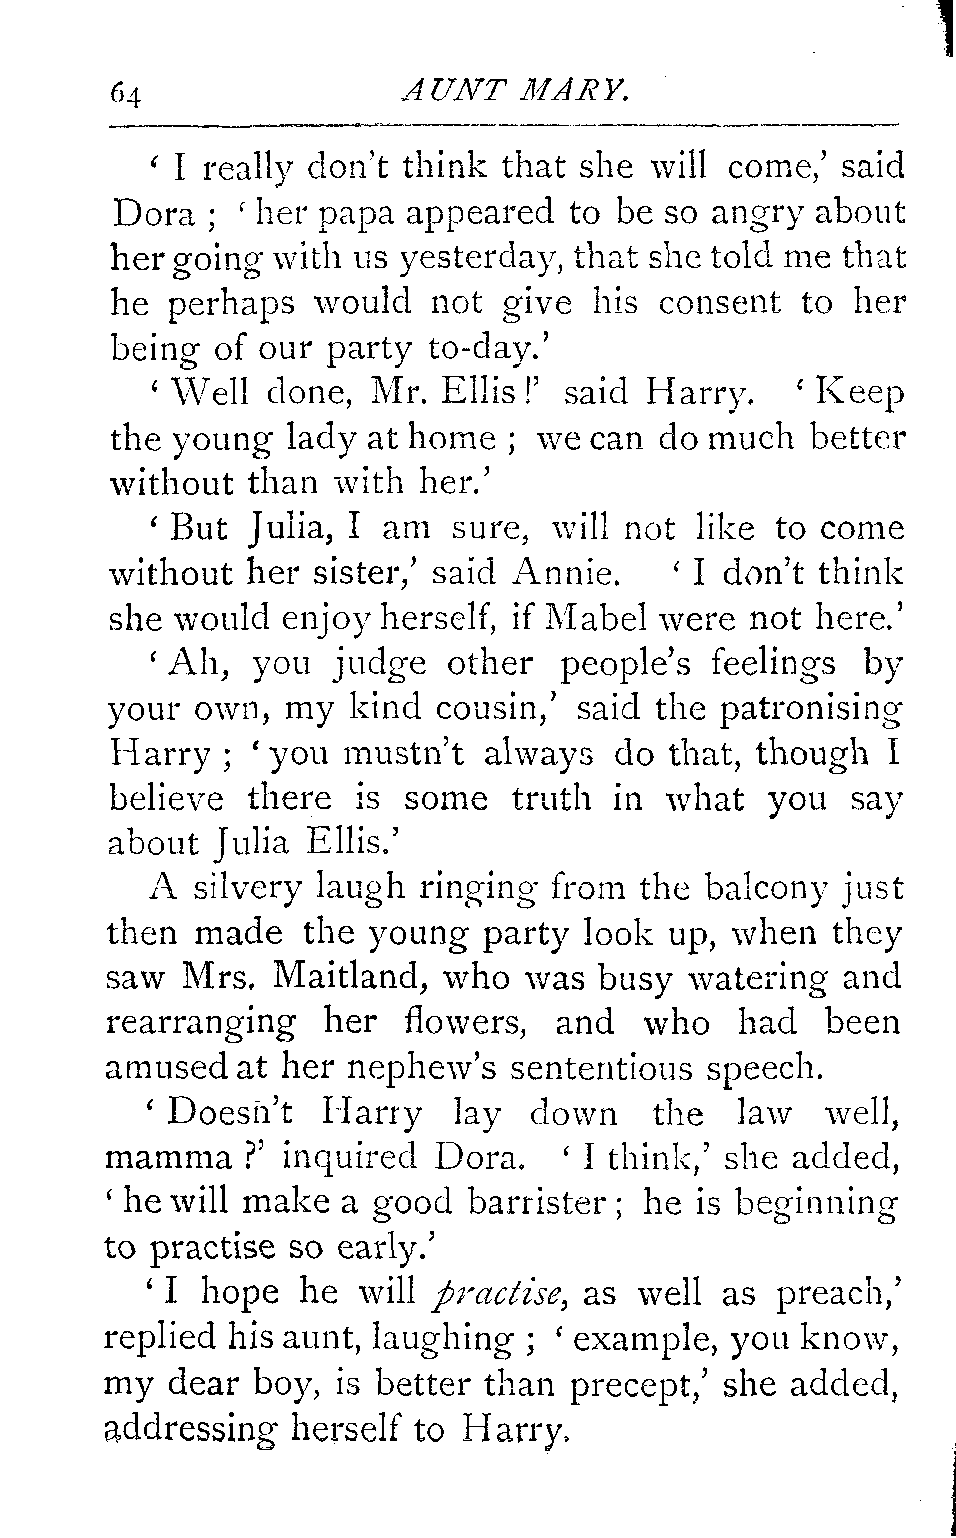 64 AUNT MARY.
‘ I really don't think that she will come,’ said
Dora ; ‘ her papa appeared to be so angry about
her going with us yesterday, that she told me that
he perhaps would not give his consent to her
being of our party to-day.’
‘ Well done, Mr. Ellis !’ said Harry. ‘ Keep
the young lady at home ; we can do much better
without than with her.’
‘ But Julia, I am sure, will not like to come
without her sister,’ said Annie. ‘ I don't think
she would enjoy herself, if Mabel were not here.’
‘ Ah, you judge other people's feelings by
your own, my kind cousin,’ said the patronising
Harry ; ‘ you mustn't always do that, though I
believe there is some truth in what you say
about Julia Ellis.’
A silvery laugh ringing from the balcony just
then made the young party look up, when they
saw Mrs. Maitland, who was busy watering and
rearranging her flowers, and who had been
amused at her nephew's sententious speech.
‘ Doesn't Harry lay down the law well,
mamma ?’ inquired Dora. ‘ I think,’ she added,
‘ he will make a good barrister ; he is beginning
to practise so early.’
‘ I hope he will practise, as well as preach,’
replied his aunt, laughing ; ‘ example, you know,
my dear boy, is better than precept,’ she added,
addressing herself to Harry.